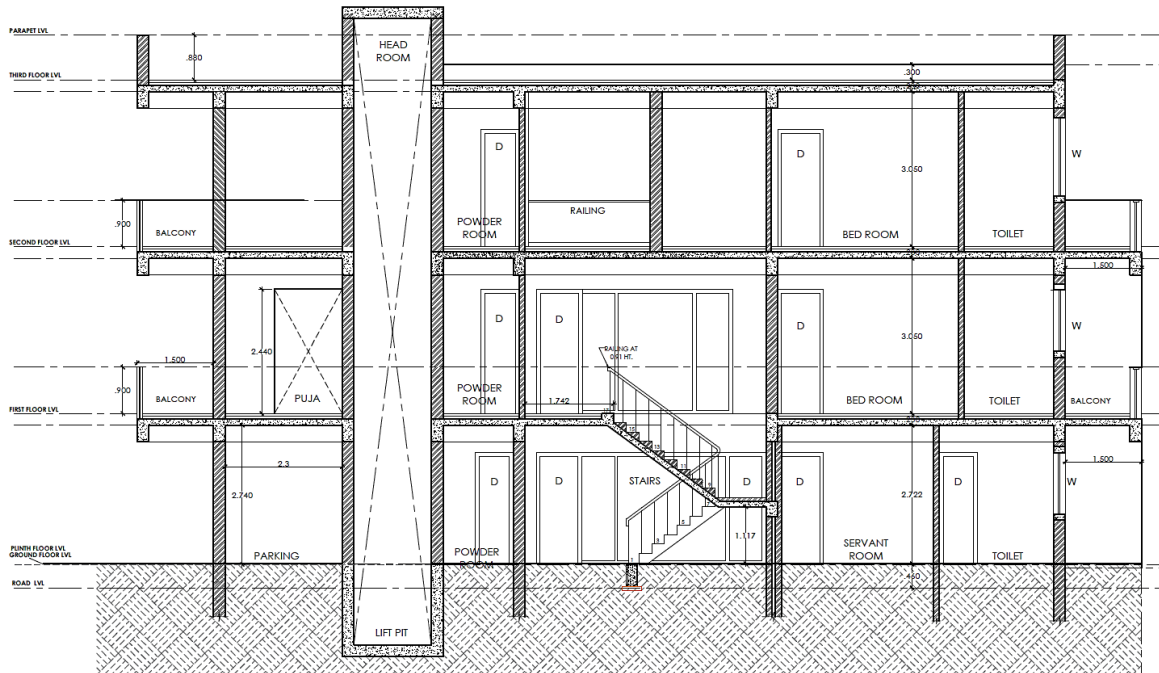 PARAPET LVL
HEAD
ROOM
.880
THIRD FLOOR LVL
.300
D
D
3.050
W
.900
BALCONY
POWDER
ROOM
RAILING
BED ROOM
TOILET
SECOND FLOOR LVL
1.500
D
D
D
2.440
3.050
W
RAILING AT
0.91 HT.
1.500
.900
BALCONY
PUJA
POWDER
ROOM
1.742
BED ROOM
TOILET
BALCONY
FIRST FLOOR LVL
2.3
1.500
D
D
STAIRS
D
D
D
W
2.740
2.722
1.117
PLINTH FLOOR LVL
GROUND FLOOR LVL
PARKING
POWDER
ROOM
SERVANT
ROOM
TOILET
ROAD LVL
.450
LIFT PIT